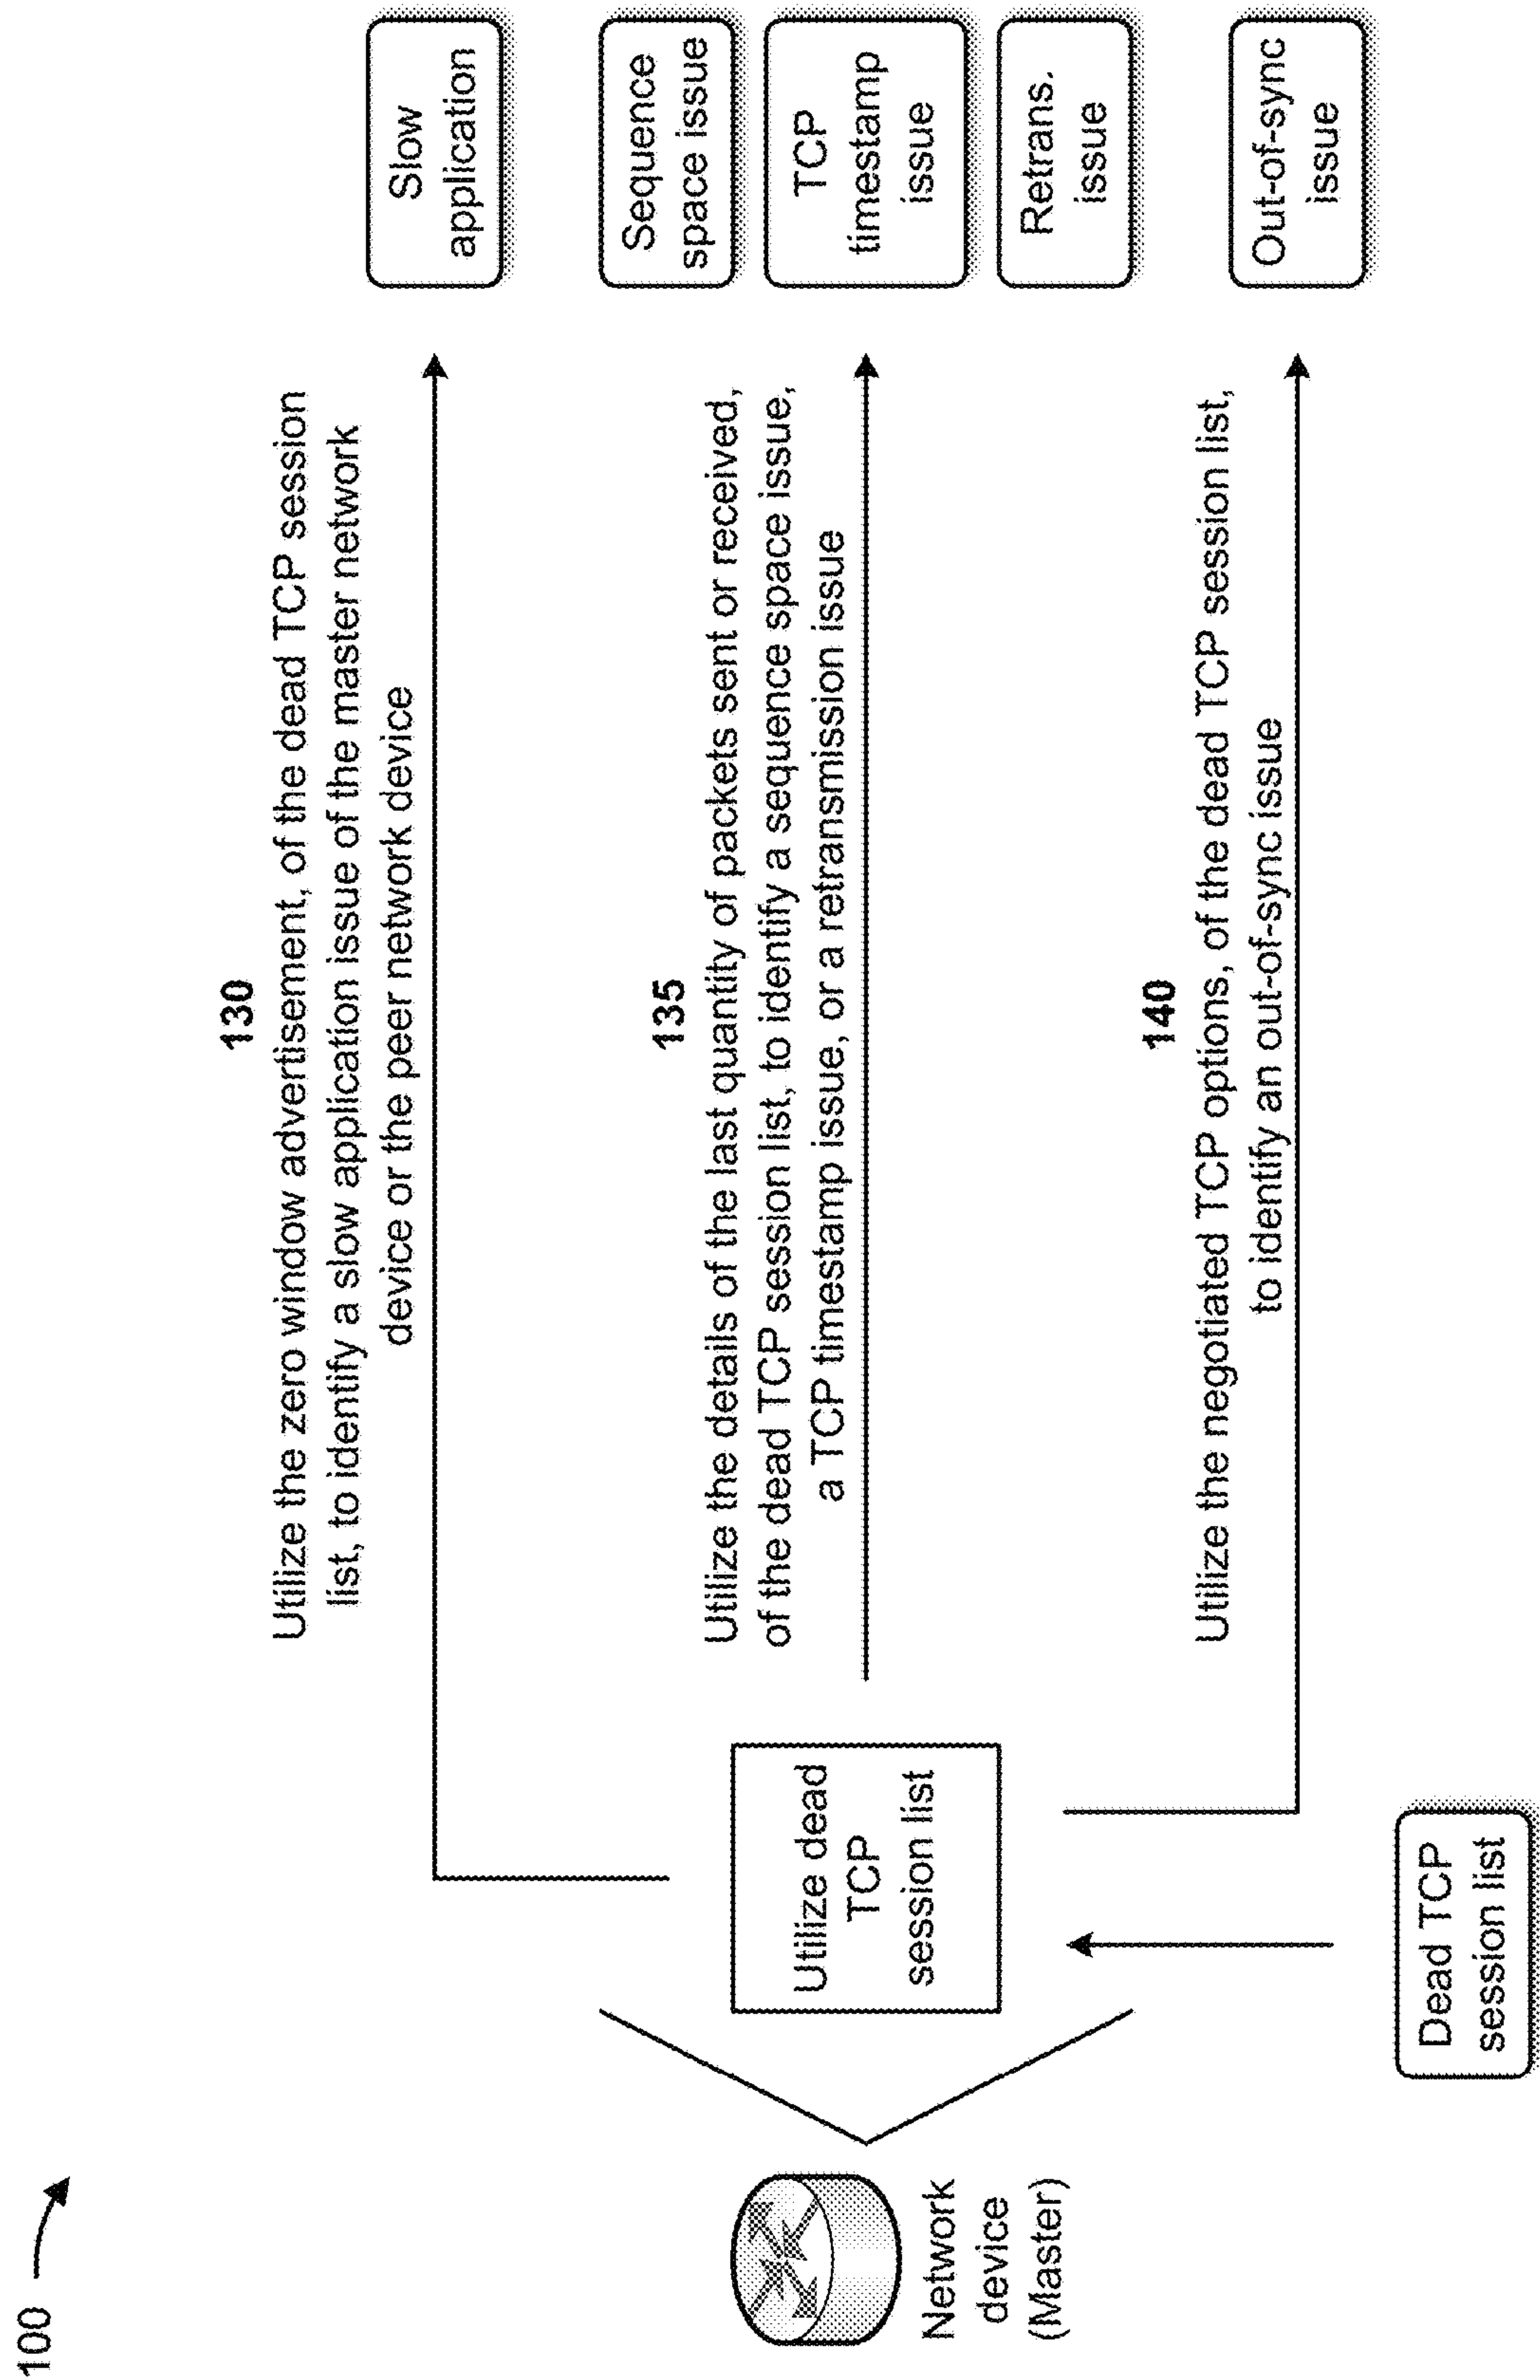 100
130
Utilize the zero window advertisement, of the dead TCP session
list, to identify a slow application issue of the master network
device or the peer network device
Slow
application
135
Utilize the details of the last quantity of packets sent or received,
of the dead TCP session list, to identify a sequence space issue,
a TCP timestamp issue, or a retransmission issue
Sequence
space issue
TCP
timestamp
issue
Retrans.
issue
140
Utilize the negotiated TCP options, of the dead TCP session list,
to identify an out-of-sync issue
Out-of-sync
issue
Utilize dead
TCP
session list
Network
device
(Master)
Dead TCP
session list